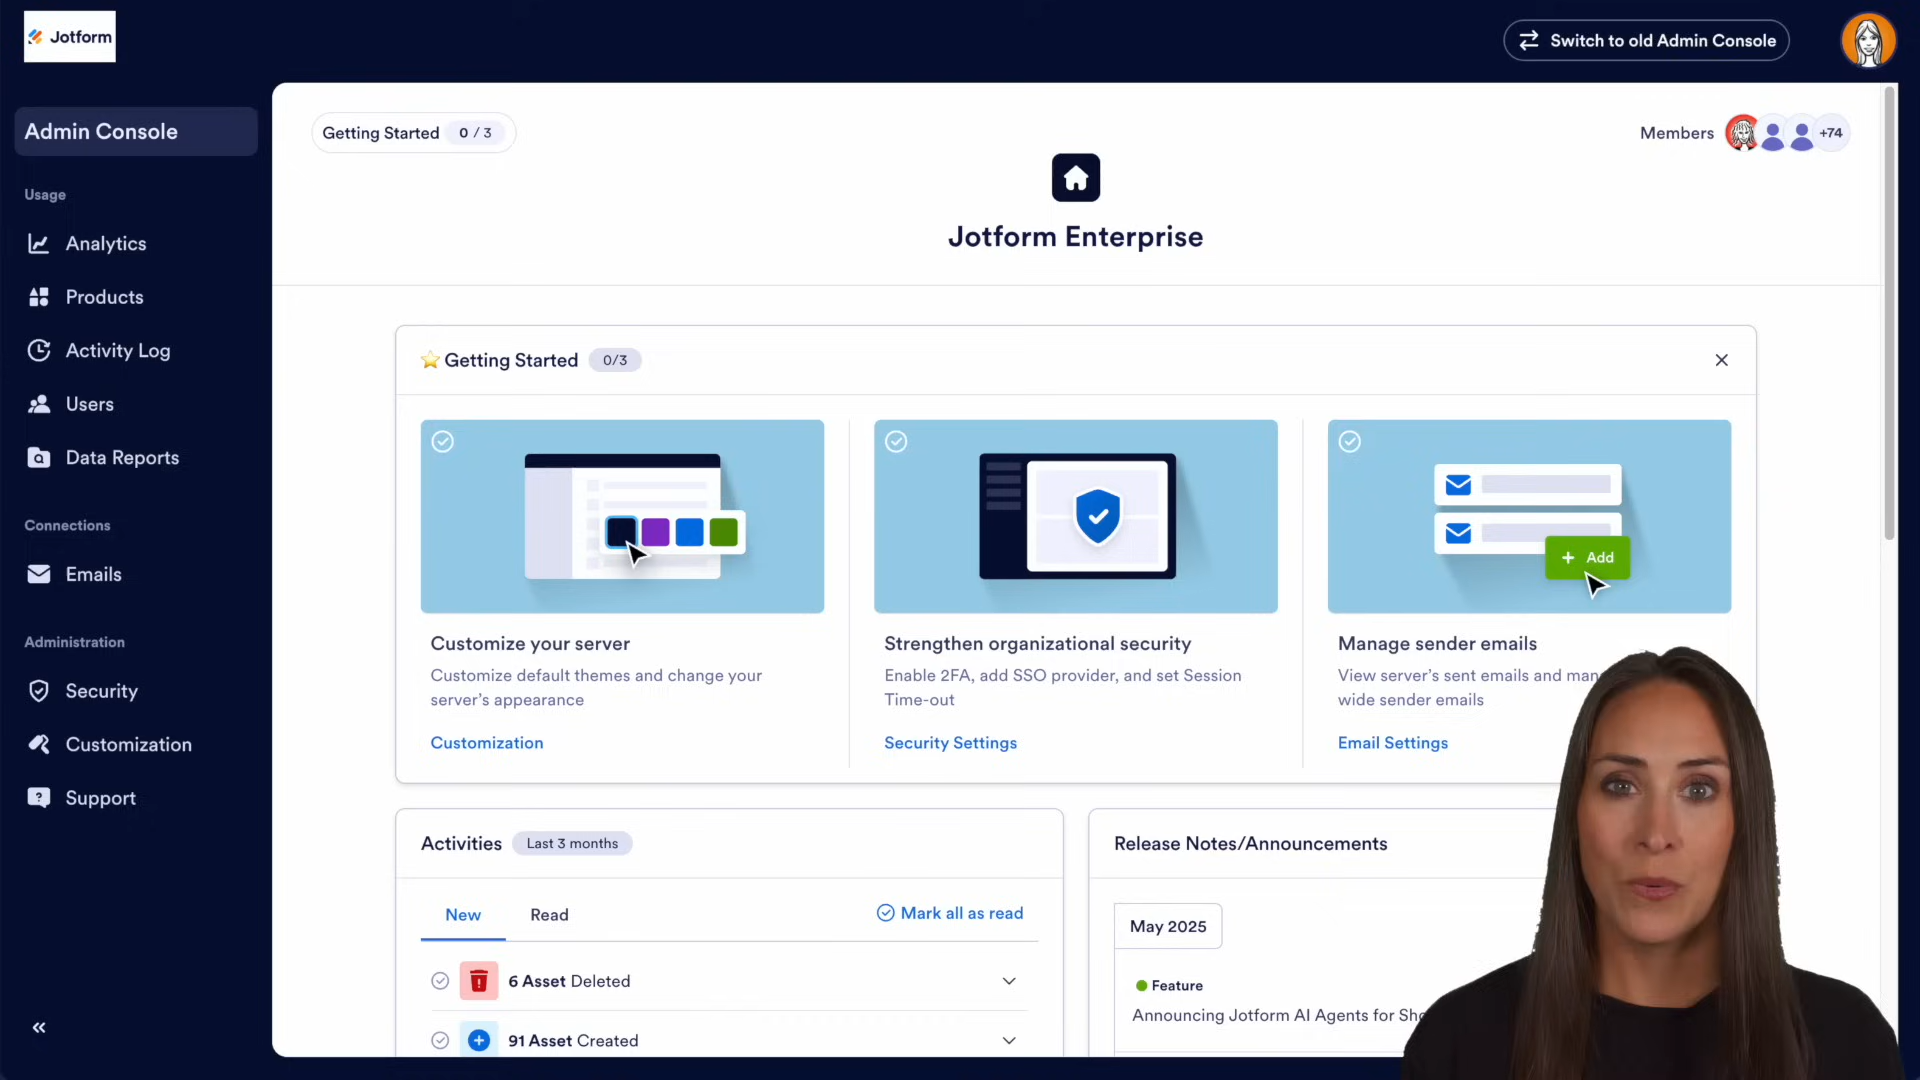 Jotform
Switch to old Admin Console
Admin Console
Usage
Analytics
Products
Activity Log
Users
Data Reports
Connections
Emails
Administration
Security
Customization
Support
Getting Started 0 / 3
Members
+74
Jotform Enterprise
Getting Started 0/3
Add
Customize your server
Customize default themes and change your
server's appearance
Customization
Strengthen organizational security
Enable 2FA, add SSO provider, and set Session
Time-out
Security Settings
Manage sender emails
View server's sent emails and
wide sender emails
Email Settings
Activities Last 3 months
New
Read
Mark all as read
6 Asset Deleted
91 Asset Created
Release Notes/Announcements
May 2025
Feature
Announcing Jotform AI Agents for